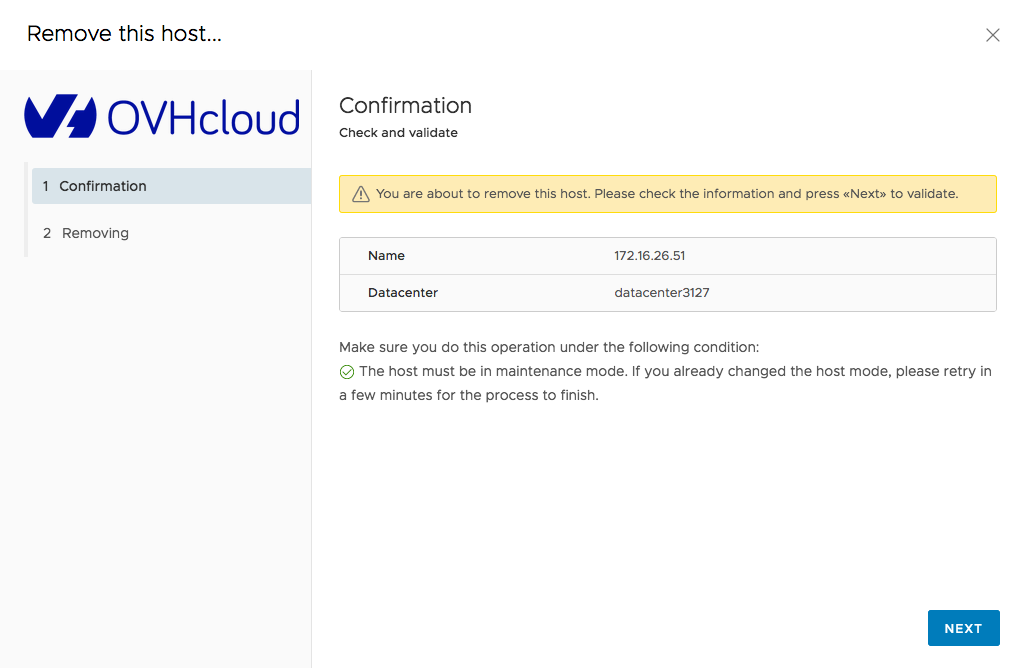 Remove this host...
OVHcloud
1 Confirmation
2 Removing
Confirmation
Check and validate
You are about to remove this host. Please check the information and press «Next» to validate.
Name 172.16.26.51
Datacenter datacenter3127
Make sure you do this operation under the following condition:
The host must be in maintenance mode. If you already changed the host mode, please retry in
a few minutes for the process to finish.
NEXT